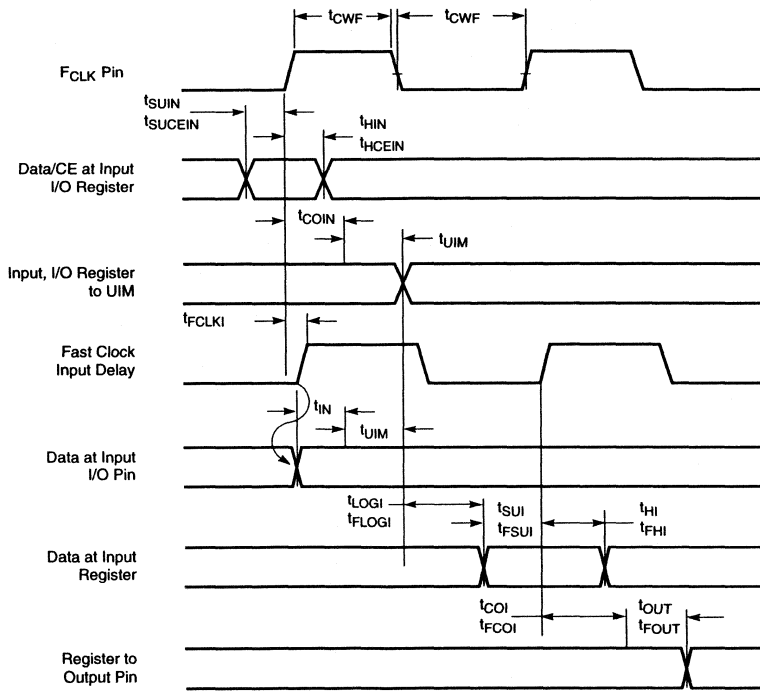 tCWF tCWF
FCLK Pin
tSUIN
tSUCEIN
tHIN
tHCEIN
Data/CE at Input
I/O Register
tCOIN
tUIM
Input, I/O Register
to UIM
tFCLKI
Fast Clock
Input Delay
tIN
tUIM
Data at Input
I/O Pin
tLOGI tSUI tHI
tFLOGI tFSUI tFHI
Data at Input
Register
tCOI tOUT
tFCOI tFOUT
Register to
Output Pin